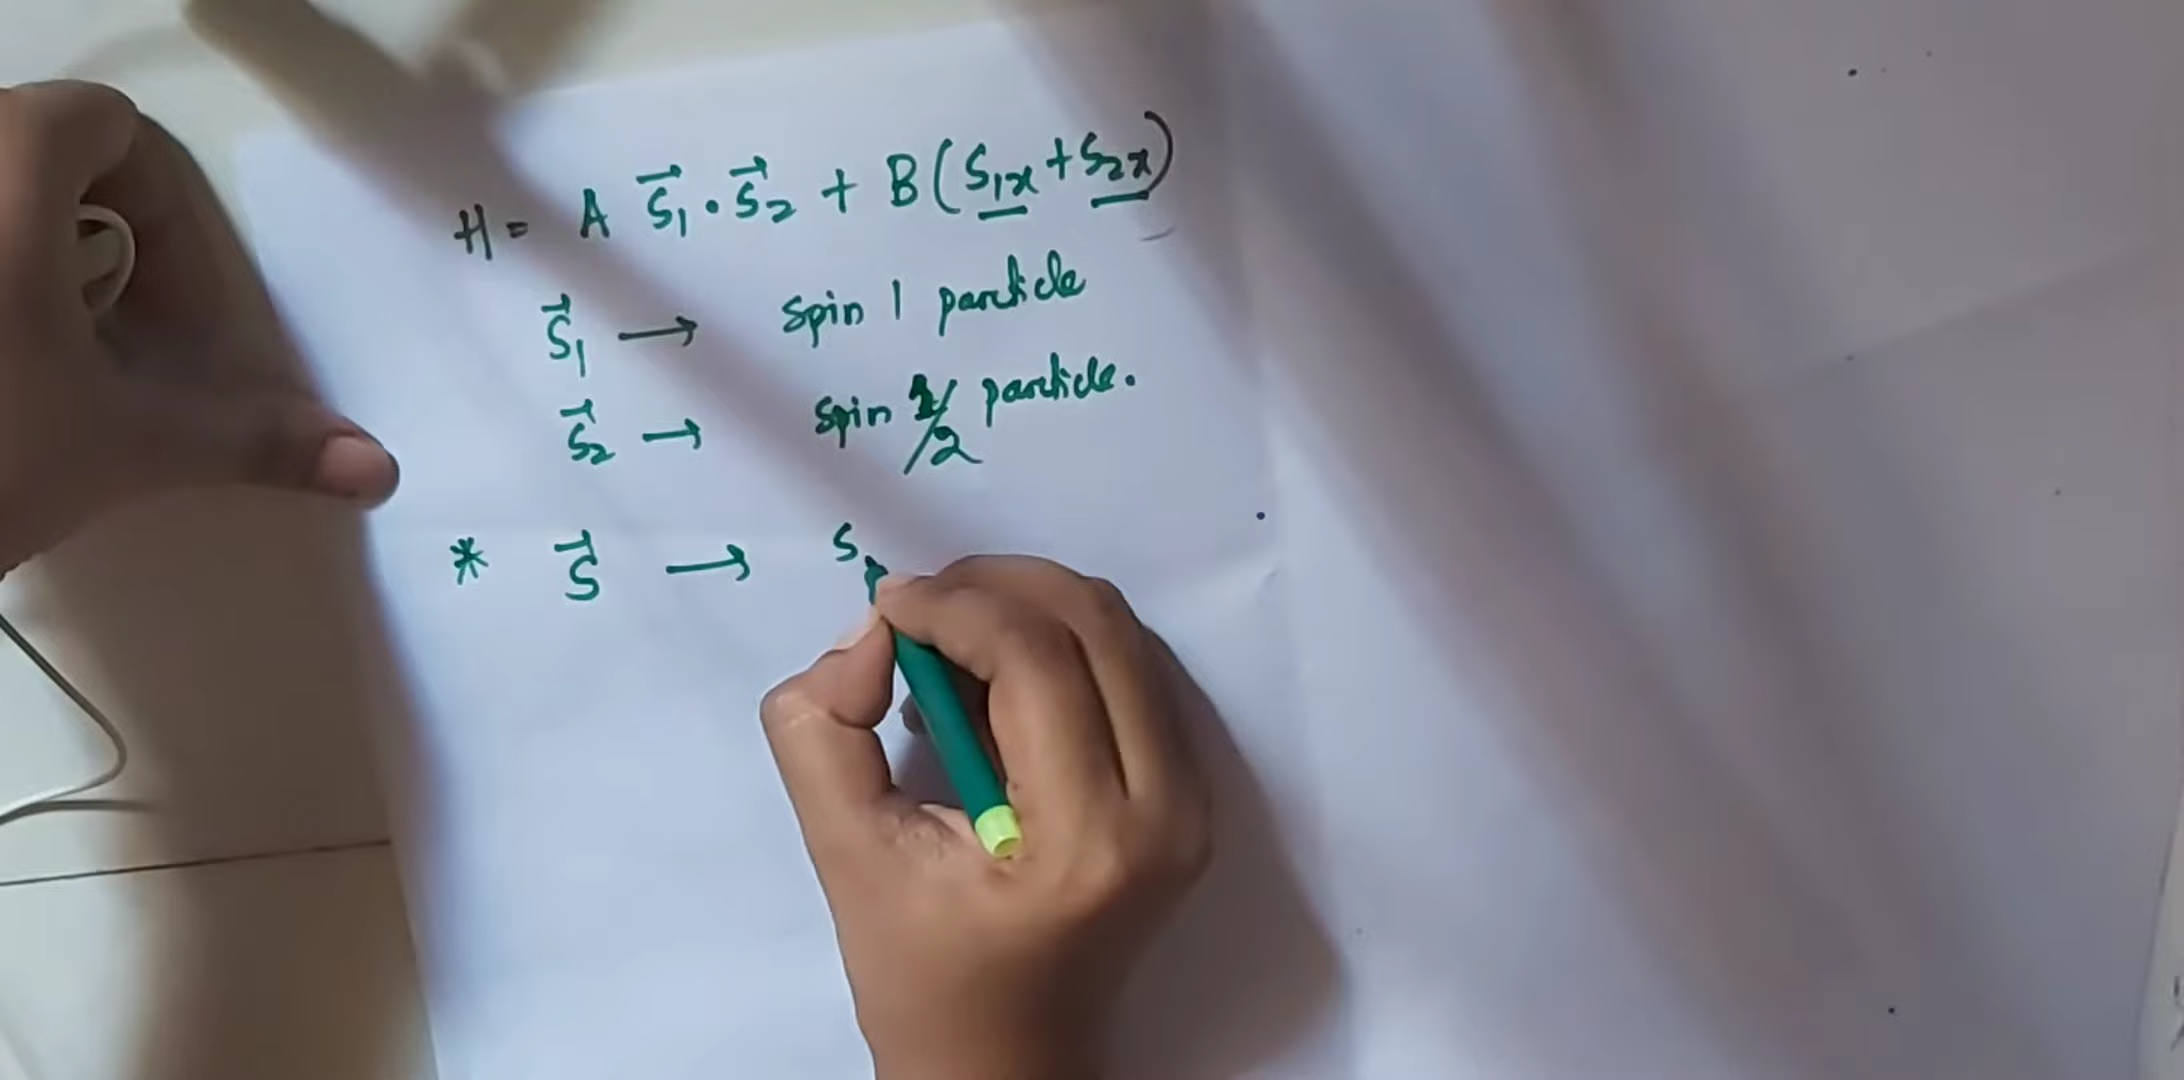 H = A S⃗₁ · S⃗₂ + B (S₁ₓ + S₂ₓ)
S⃗₁ → spin 1 particle
S⃗₂ → spin 1/2 particle.
* S⃗ → S